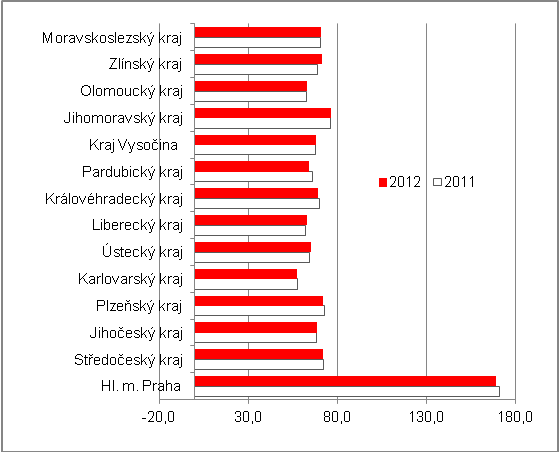 Moravskoslezský kraj
Zlínský kraj
Olomoucký kraj
Jihomoravský kraj
Kraj Vysočina
Pardubický kraj
Královéhradecký kraj
Liberecký kraj
Ústecký kraj
Karlovarský kraj
Plzeňský kraj
Jihočeský kraj
Středočeský kraj
Hl. m. Praha
2012 2011
-20,0 30,0 80,0 130,0 180,0